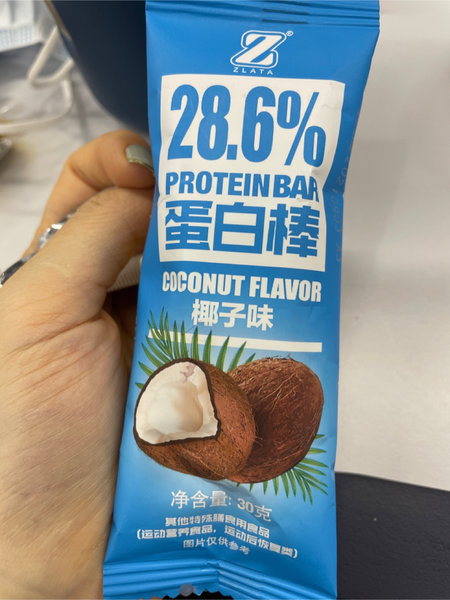 Z®
ZLATA
28.6%
PROTEIN BAR
蛋白棒
COCONUT FLAVOR
椰子味
净含量: 30克
其他特殊膳食用食品
(运动营养食品，运动后恢复类)
图片仅供参考